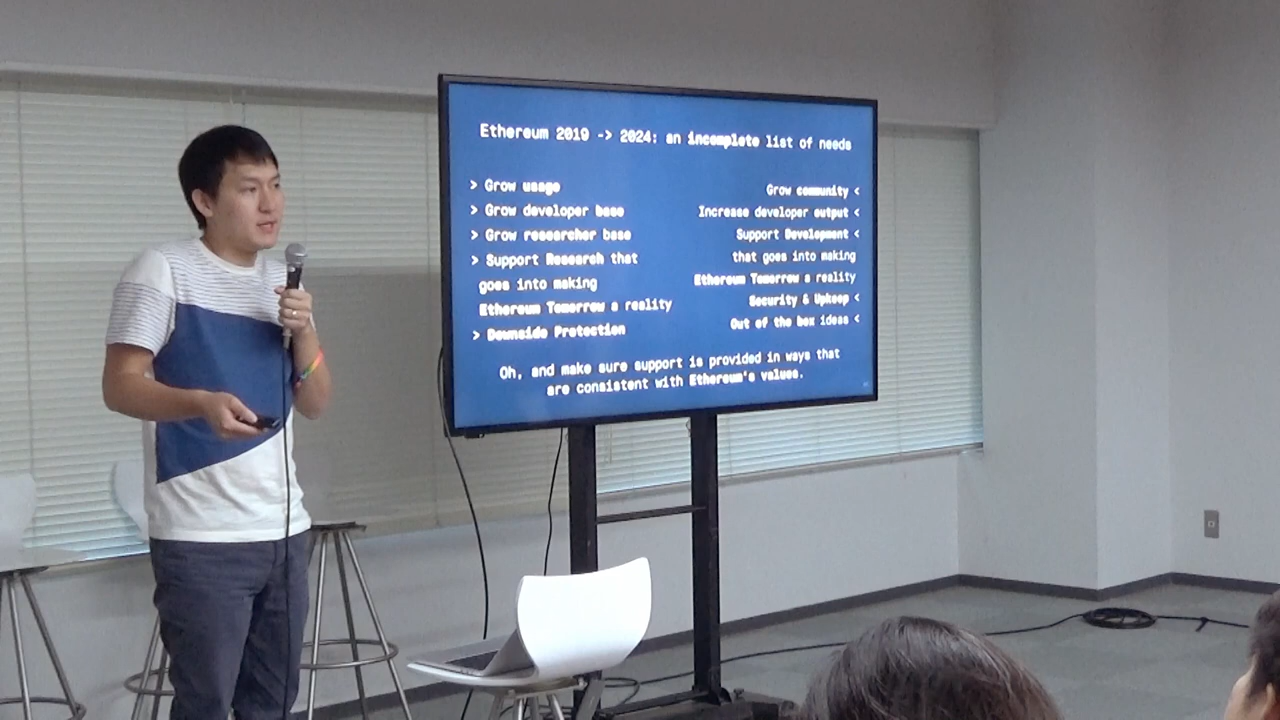 Ethereum 2019 -> 2024: an incomplete list of needs
> Grow usage
> Grow developer base
> Grow researcher base
> Support Research that
goes into making
Ethereum Tomorrow a reality
> Downside Protection
Grow community <
Increase developer output <
Support Development <
that goes into making
Ethereum Tomorrow a reality
Security & Upkeep <
Out of the box ideas <
Oh, and make sure support is provided in ways that
are consistent with Ethereum's values.